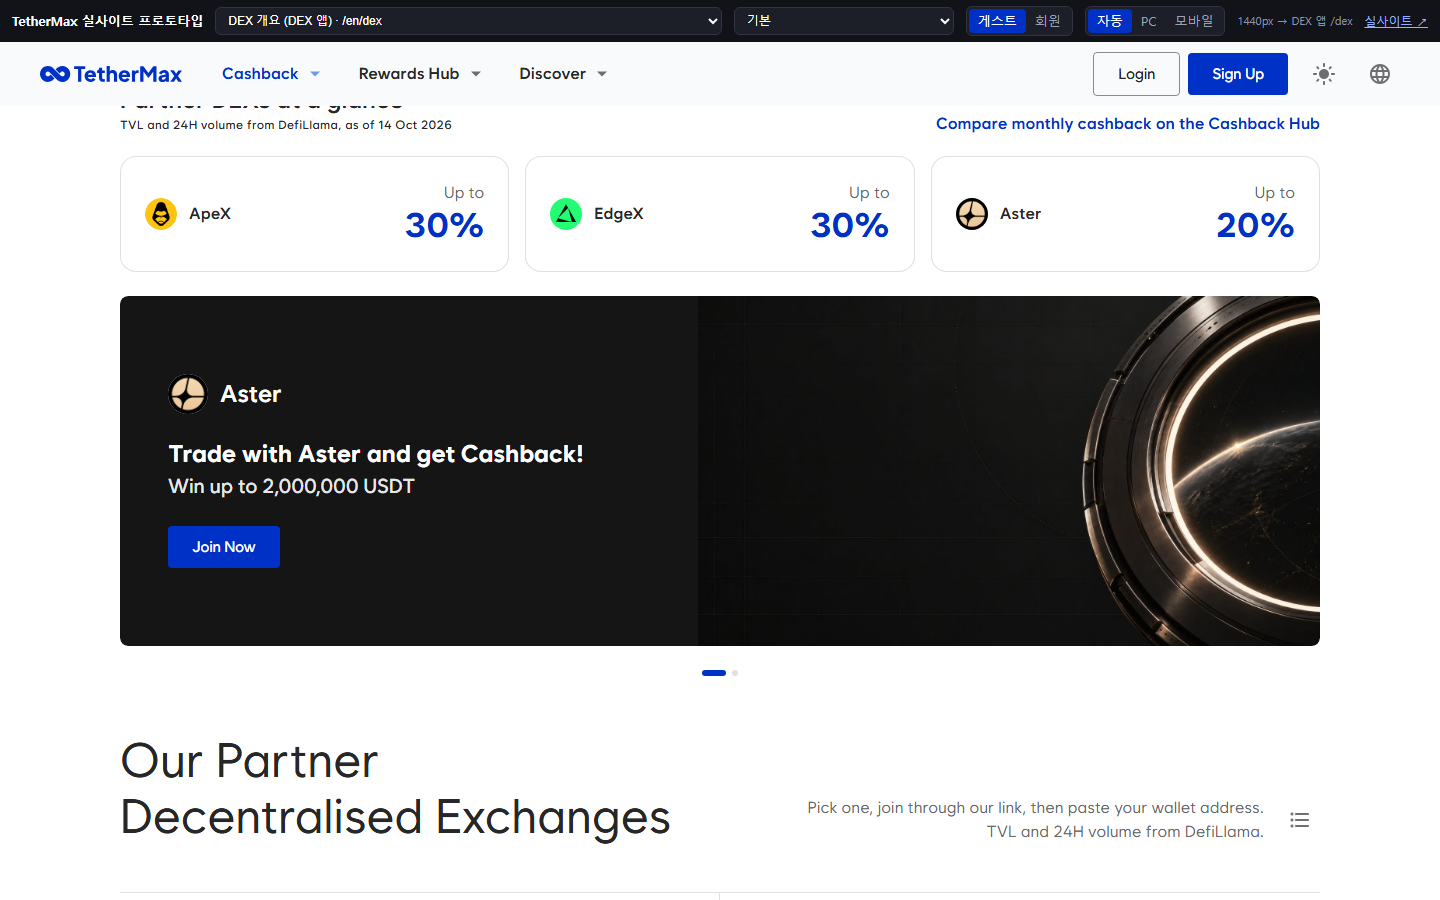 TetherMax 실사이트 프로토타입
DEX 개요 (DEX 앱) · /en/dex
기본
게스트
회원
자동
PC
모바일
1440px → DEX 앱 /dex
실사이트 ↗
TetherMax
Cashback
Rewards Hub
Discover
Login
Sign Up
Partner DEXs at a glance
TVL and 24H volume from DefiLlama, as of 14 Oct 2026
Compare monthly cashback on the Cashback Hub
ApeX
Up to
30%
EdgeX
Up to
30%
Aster
Up to
20%
Aster
Trade with Aster and get Cashback!
Win up to 2,000,000 USDT
Join Now
Our Partner
Decentralised Exchanges
Pick one, join through our link, then paste your wallet address.
TVL and 24H volume from DefiLlama.